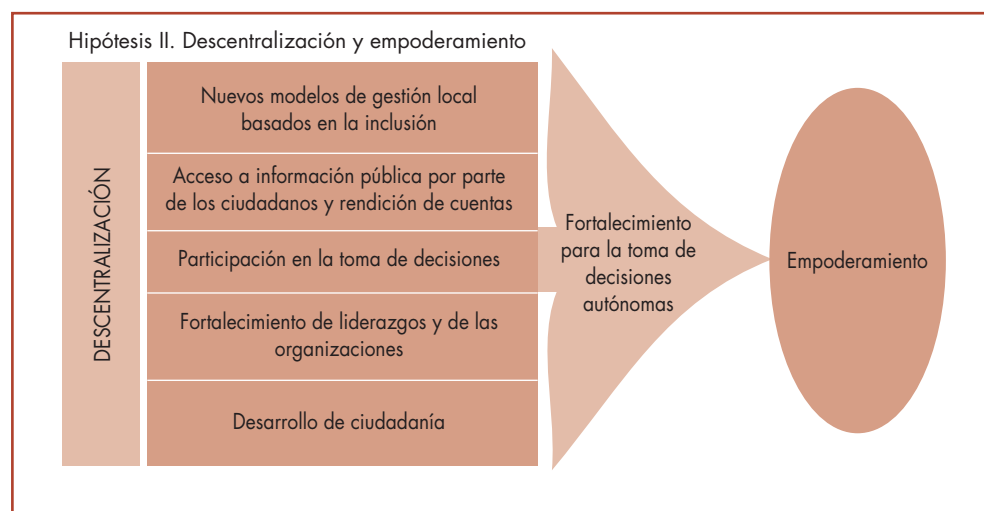 Hipótesis II. Descentralización y empoderamiento
DESCENTRALIZACIÓN
Nuevos modelos de gestión local
basados en la inclusión
Acceso a información pública por parte
de los ciudadanos y rendición de cuentas
Participación en la toma de decisiones
Fortalecimiento de liderazgos y de las
organizaciones
Desarrollo de ciudadanía
Fortalecimiento
para la toma de
decisiones
autónomas
Empoderamiento